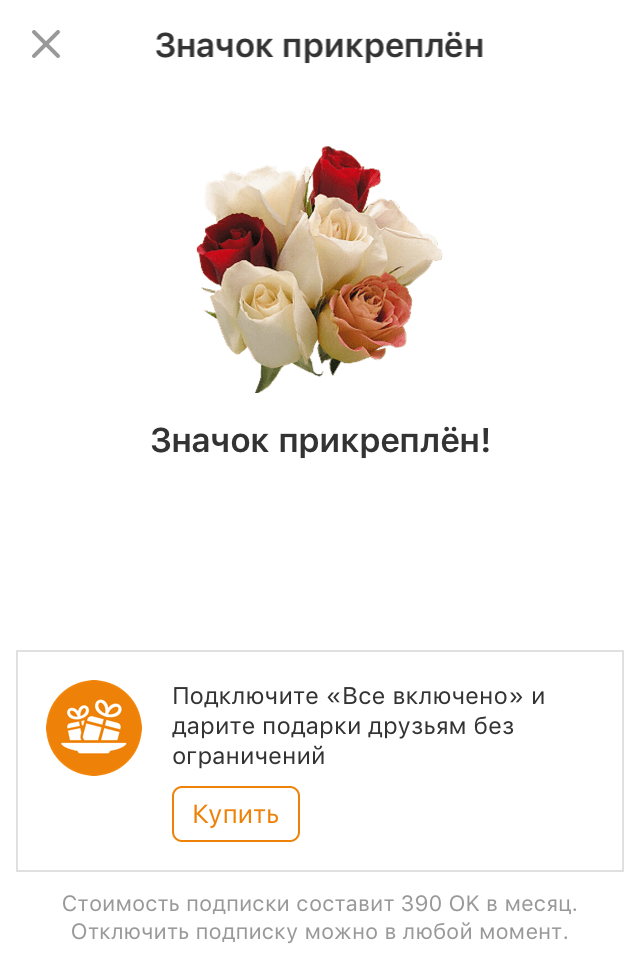 Значок прикреплён
Значок прикреплён!
Подключите «Все включено» и
дарите подарки друзьям без
ограничений
Купить
Стоимость подписки составит 390 ОК в месяц.
Отключить подписку можно в любой момент.